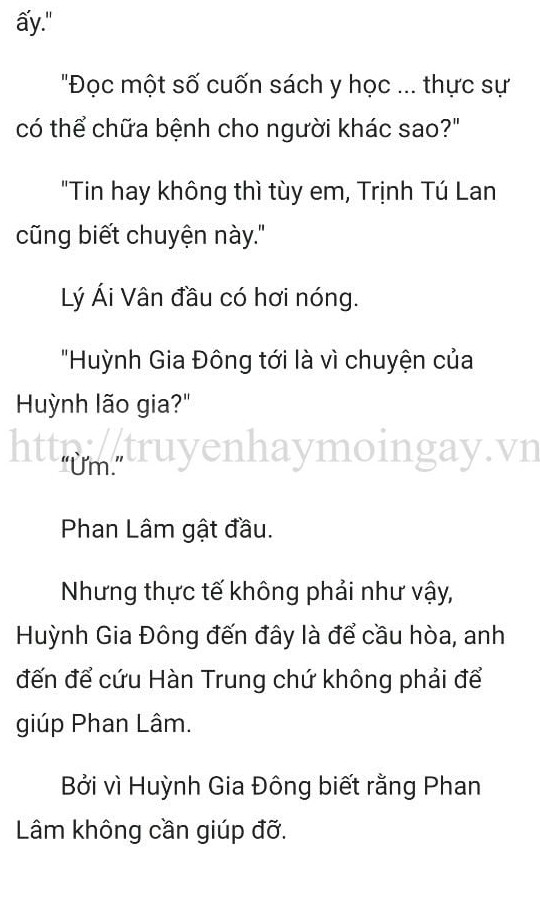 ấy."
"Đọc một số cuốn sách y học ... thực sự
có thể chữa bệnh cho người khác sao?"
"Tin hay không thì tùy em, Trịnh Tú Lan
cũng biết chuyện này."
Lý Ái Vân đầu có hơi nóng.
"Huỳnh Gia Đông tới là vì chuyện của
Huỳnh lão gia?"
http://truyenhaymoingay.vn
“Ừm.”
Phan Lâm gật đầu.
Nhưng thực tế không phải như vậy,
Huỳnh Gia Đông đến đây là để cầu hòa, anh
đến để cứu Hàn Trung chứ không phải để
giúp Phan Lâm.
Bởi vì Huỳnh Gia Đông biết rằng Phan
Lâm không cần giúp đỡ.